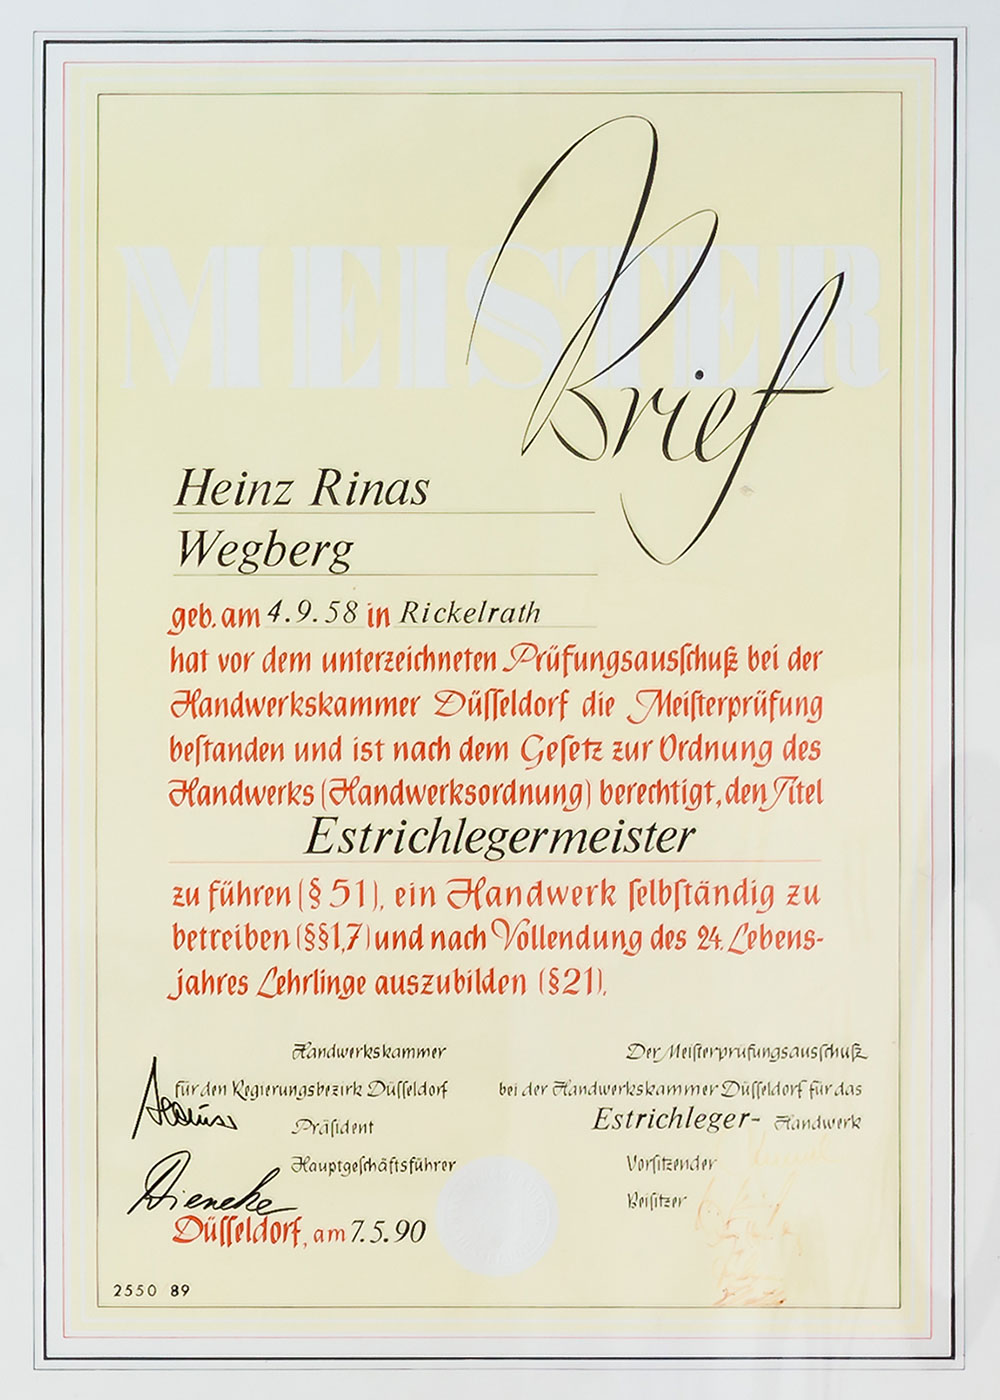 MEISTER
Brief
Heinz Rinas
Wegberg
geb. am 4.9.58 in Rickelrath
hat vor dem unterzeichneten Prüfungsausſchuß bei der
Handwerkskammer Düſſeldorf die Meiſterprüfung
beſtanden und ist nach dem Geſetz zur Ordnung des
Handwerks (Handwerksordnung) berechtigt, den Titel
Estrichlegermeister
zu führen (§ 51), ein Handwerk ſelbſtändig zu
betreiben (§§1,7) und nach Vollendung des 24. Lebens-
jahres Lehrlinge auszubilden (§21).
Handwerkskammer
für den Regierungsbezirk Düſſeldorf
Präſident
Hauptgeſchäftsführer
Düſſeldorf, am 7.5.90
Der Meiſterprüfungsausſchuß
bei der Handwerkskammer Düſſeldorf für das
Estrichleger- Handwerk
Vorſitzender
Beiſitzer
2550 89